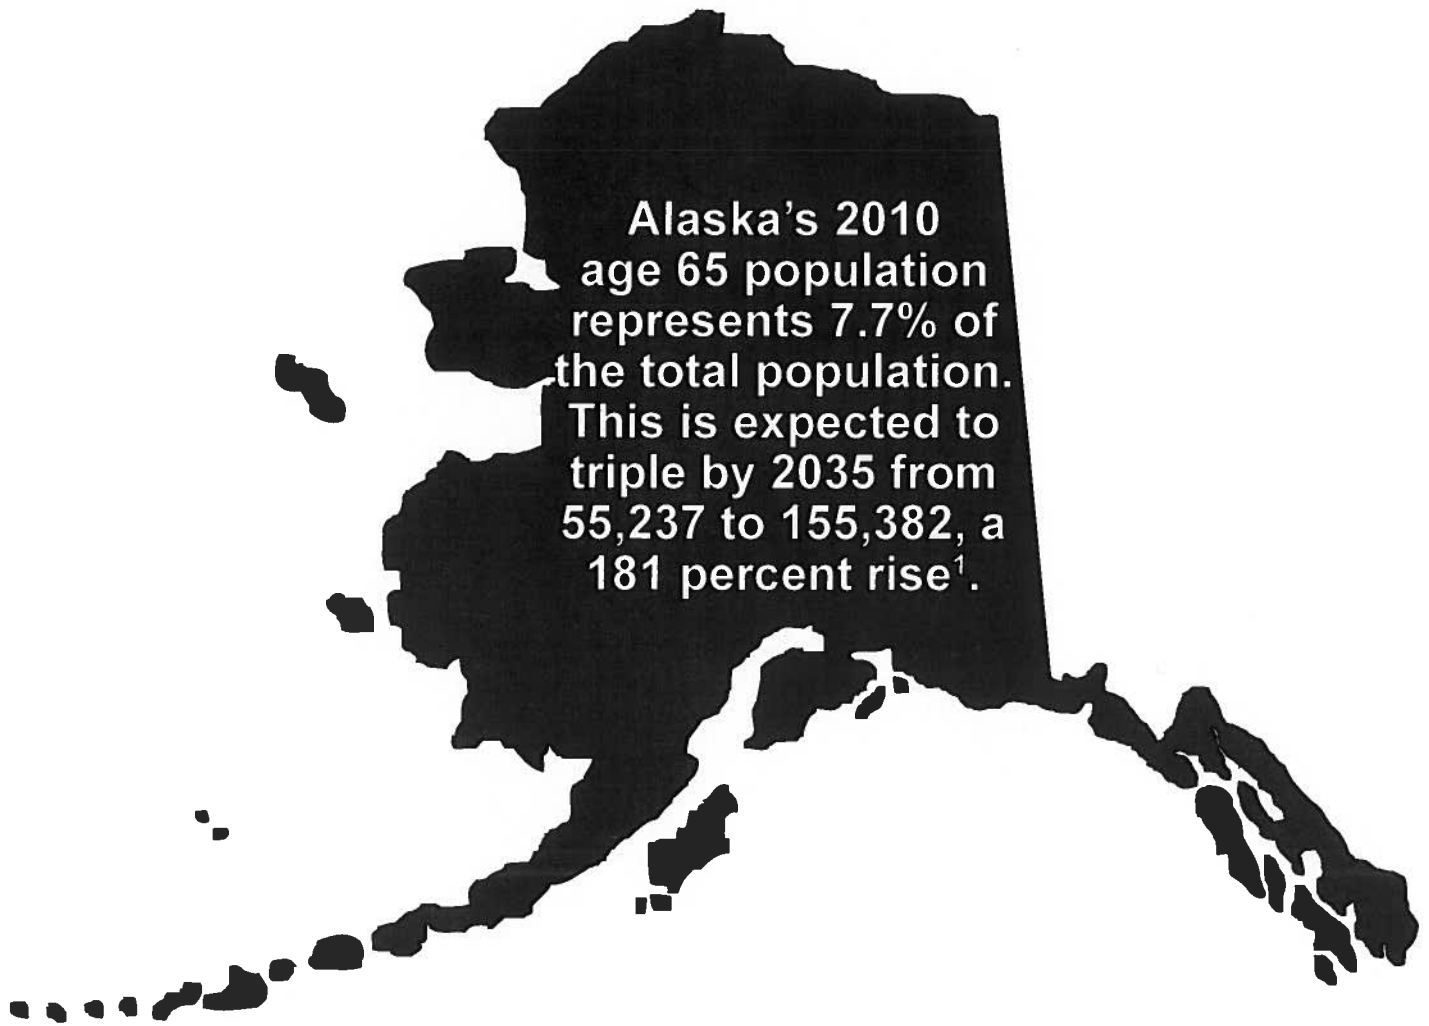 Alaska’s 2010
age 65 population
represents 7.7% of
the total population.
This is expected to
triple by 2035 from
55,237 to 155,382, a
181 percent rise¹.